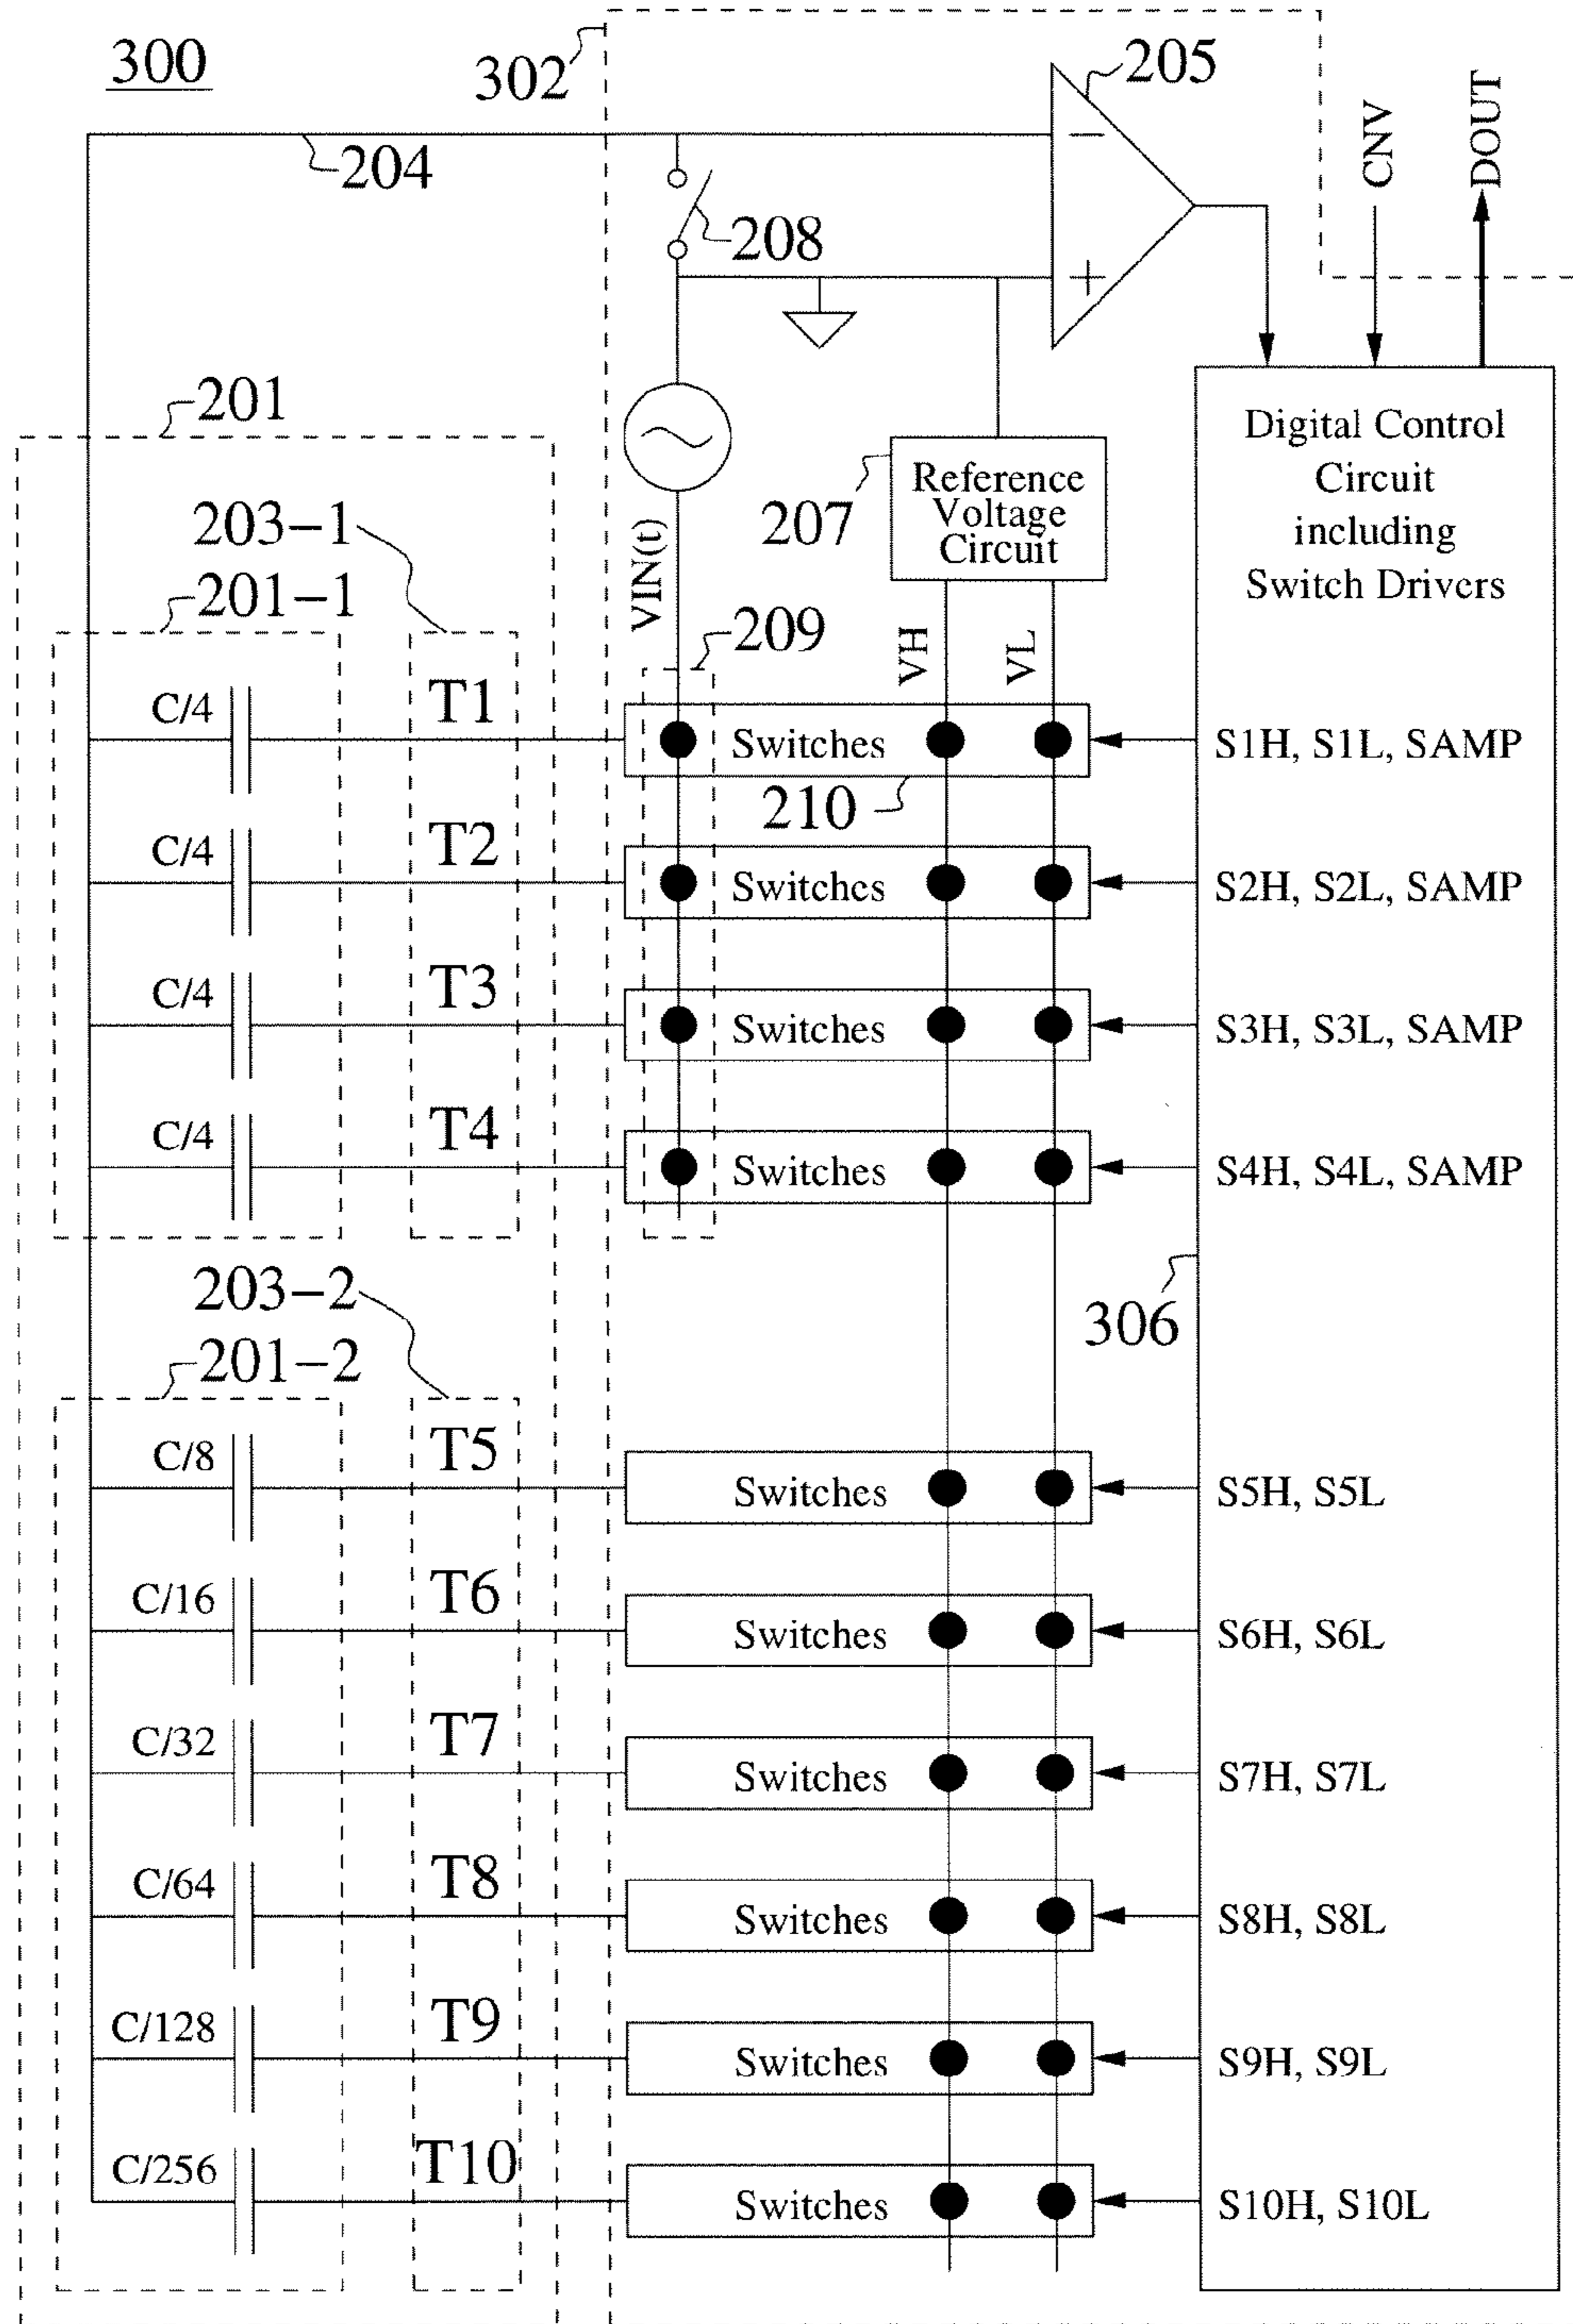 300
302
205
204
208
CNV
DOUT
201
203-1
201-1
VIN(t)
207
Reference
Voltage
Circuit
Digital Control
Circuit
including
Switch Drivers
209
VH
VL
C/4
T1
Switches
S1H, S1L, SAMP
210
C/4
T2
Switches
S2H, S2L, SAMP
C/4
T3
Switches
S3H, S3L, SAMP
C/4
T4
Switches
S4H, S4L, SAMP
203-2
201-2
306
C/8
T5
Switches
S5H, S5L
C/16
T6
Switches
S6H, S6L
C/32
T7
Switches
S7H, S7L
C/64
T8
Switches
S8H, S8L
C/128
T9
Switches
S9H, S9L
C/256
T10
Switches
S10H, S10L